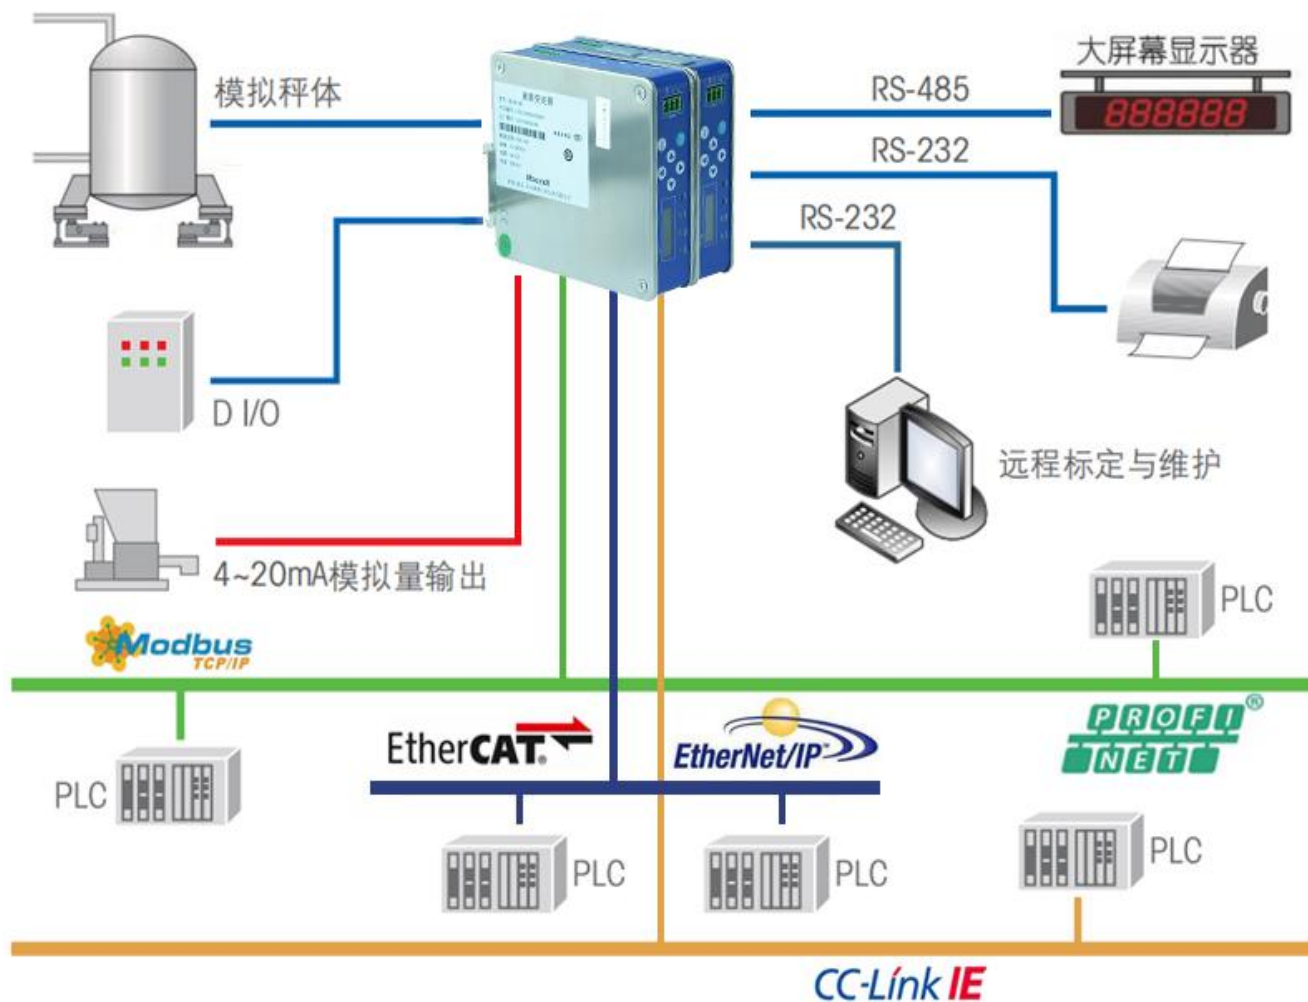 大屏幕显示器
模拟秤体
RS-485
888888
RS-232
RS-232
D I/O
远程标定与维护
4~20mA模拟量输出
PLC
Modbus
TCP/IP
PROFI®
NET
EtherCAT®
EtherNet/IP™
PLC
PLC
PLC
PLC
CC-Link IE